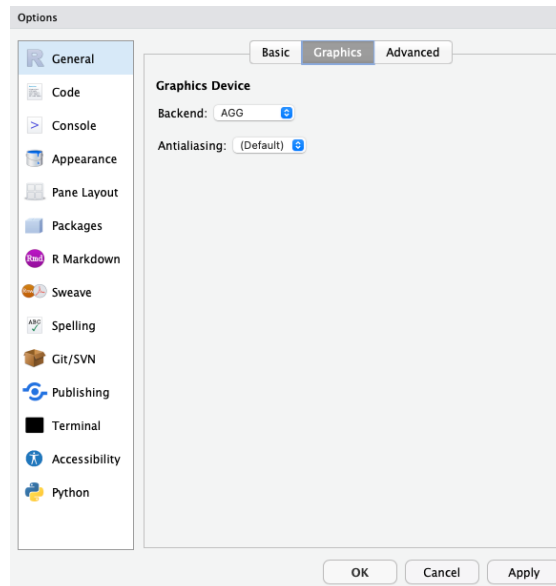 Options
General
Code
Console
Appearance
Pane Layout
Packages
R Markdown
Sweave
Spelling
Git/SVN
Publishing
Terminal
Accessibility
Python
Basic Graphics Advanced
Graphics Device
Backend: AGG
Antialiasing: (Default)
OK Cancel Apply